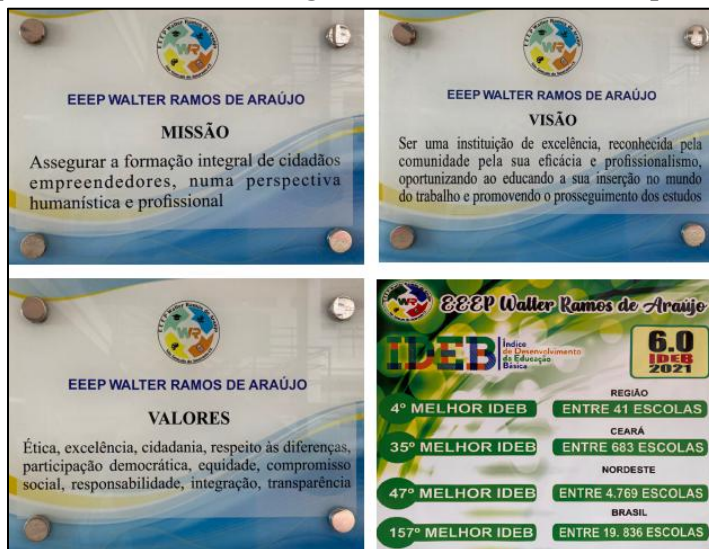 EEEP WALTER RAMOS DE ARAÚJO
MISSÃO
Assegurar a formação integral de cidadãos
empreendedores, numa perspectiva
humanística e profissional
EEEP WALTER RAMOS DE ARAÚJO
VISÃO
Ser uma instituição de excelência, reconhecida pela
comunidade pela sua eficácia e profissionalismo,
oportunizando ao educando a sua inserção no mundo
do trabalho e promovendo o prosseguimento dos estudos
EEEP WALTER RAMOS DE ARAÚJO
VALORES
Ética, excelência, cidadania, respeito às diferenças,
participação democrática, equidade, compromisso
social, responsabilidade, integração, transparência
EEEP Walter Ramos de Araújo
IDEB
Índice
de Desenvolvimento
da Educação
Básica
6.0
IDEB
2021
REGIÃO
4º MELHOR IDEB ENTRE 41 ESCOLAS
CEARÁ
35º MELHOR IDEB ENTRE 683 ESCOLAS
NORDESTE
47º MELHOR IDEB ENTRE 4.769 ESCOLAS
BRASIL
157º MELHOR IDEB ENTRE 19. 836 ESCOLAS